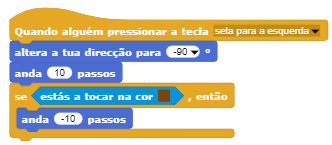 Quando alguém pressionar a tecla seta para a esquerda
altera a tua direcção para -90 °
anda 10 passos
se estás a tocar na cor , então
anda -10 passos